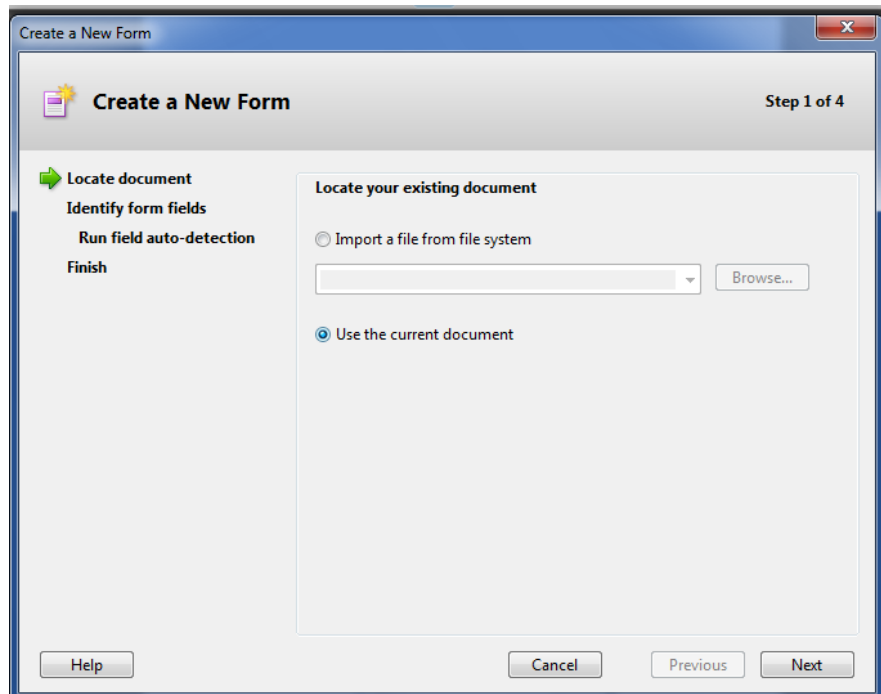 Create a New Form
X
Create a New Form
Step 1 of 4
Locate document
Identify form fields
Run field auto-detection
Finish
Locate your existing document
Import a file from file system
Browse...
Use the current document
Help
Cancel
Previous
Next